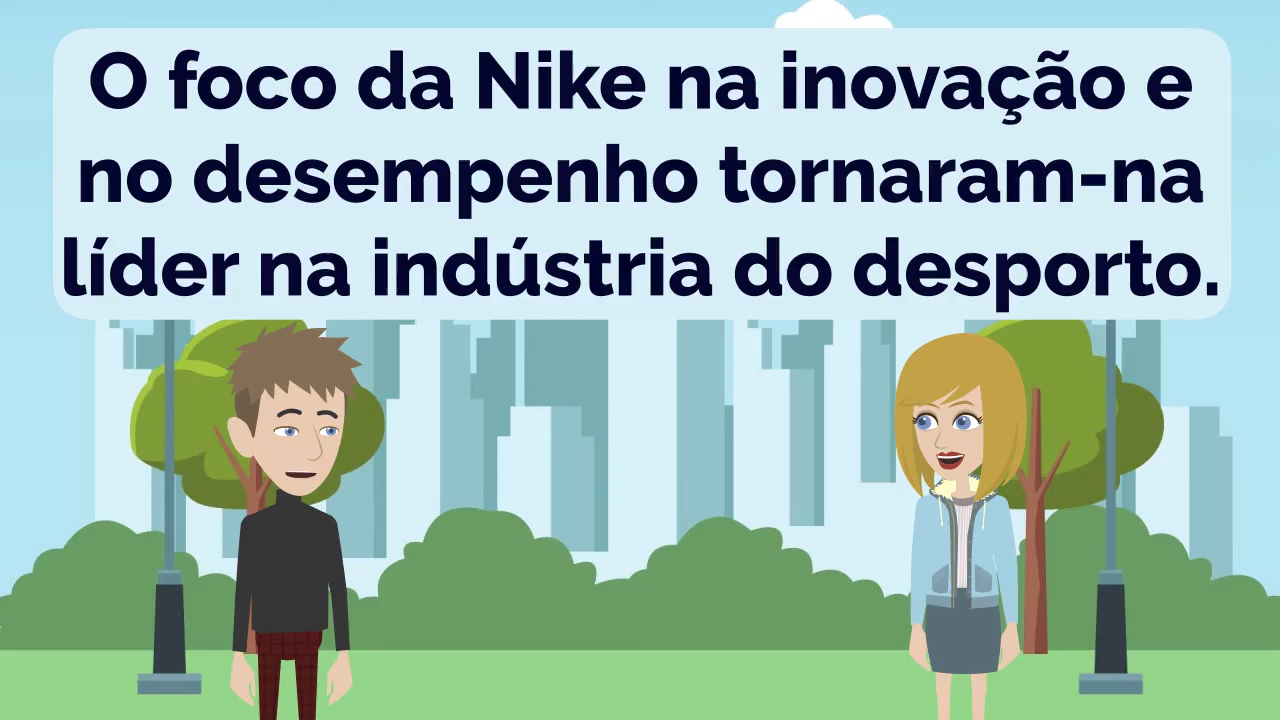 O foco da Nike na inovação e
no desempenho tornaram-na
líder na indústria do desporto.